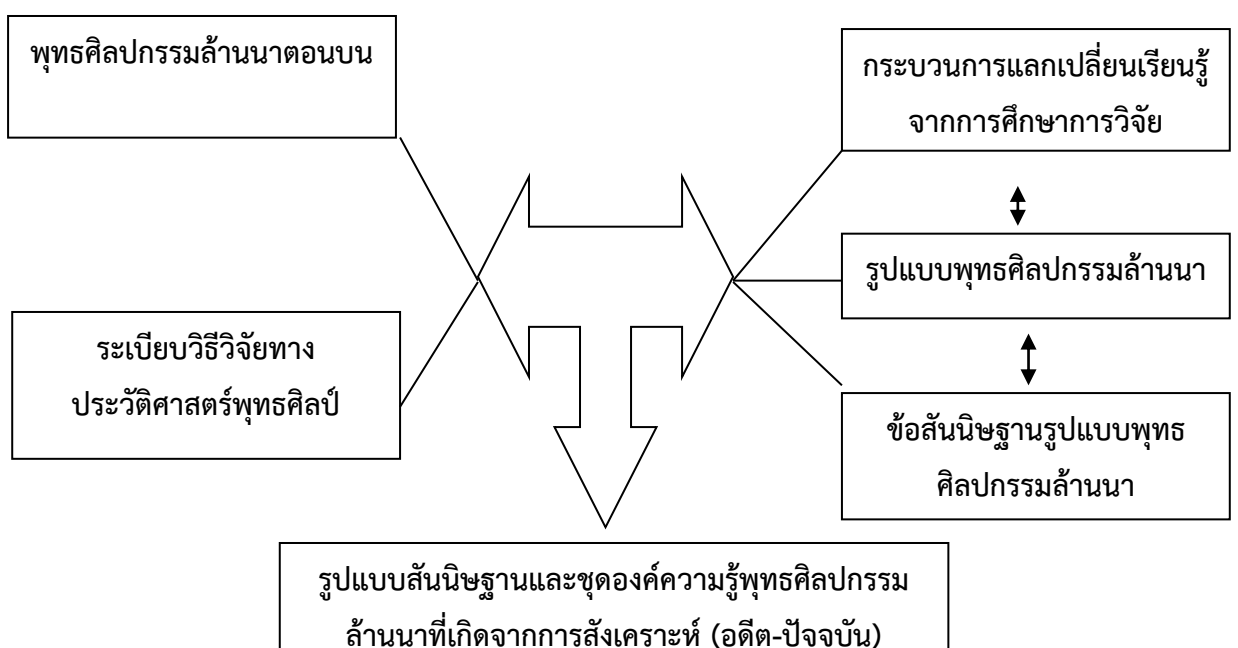 พุทธศิลปกรรมล้านนาตอนบน
ระเบียบวิธีวิจัยทาง
ประวัติศาสตร์พุทธศิลป์
กระบวนการแลกเปลี่ยนเรียนรู้
จากการศึกษาการวิจัย
รูปแบบพุทธศิลปกรรมล้านนา
ข้อสันนิษฐานรูปแบบพุทธ
ศิลปกรรมล้านนา
รูปแบบสันนิษฐานและชุดองค์ความรู้พุทธศิลปกรรม
ล้านนาที่เกิดจากการสังเคราะห์ (อดีต-ปัจจบัน)